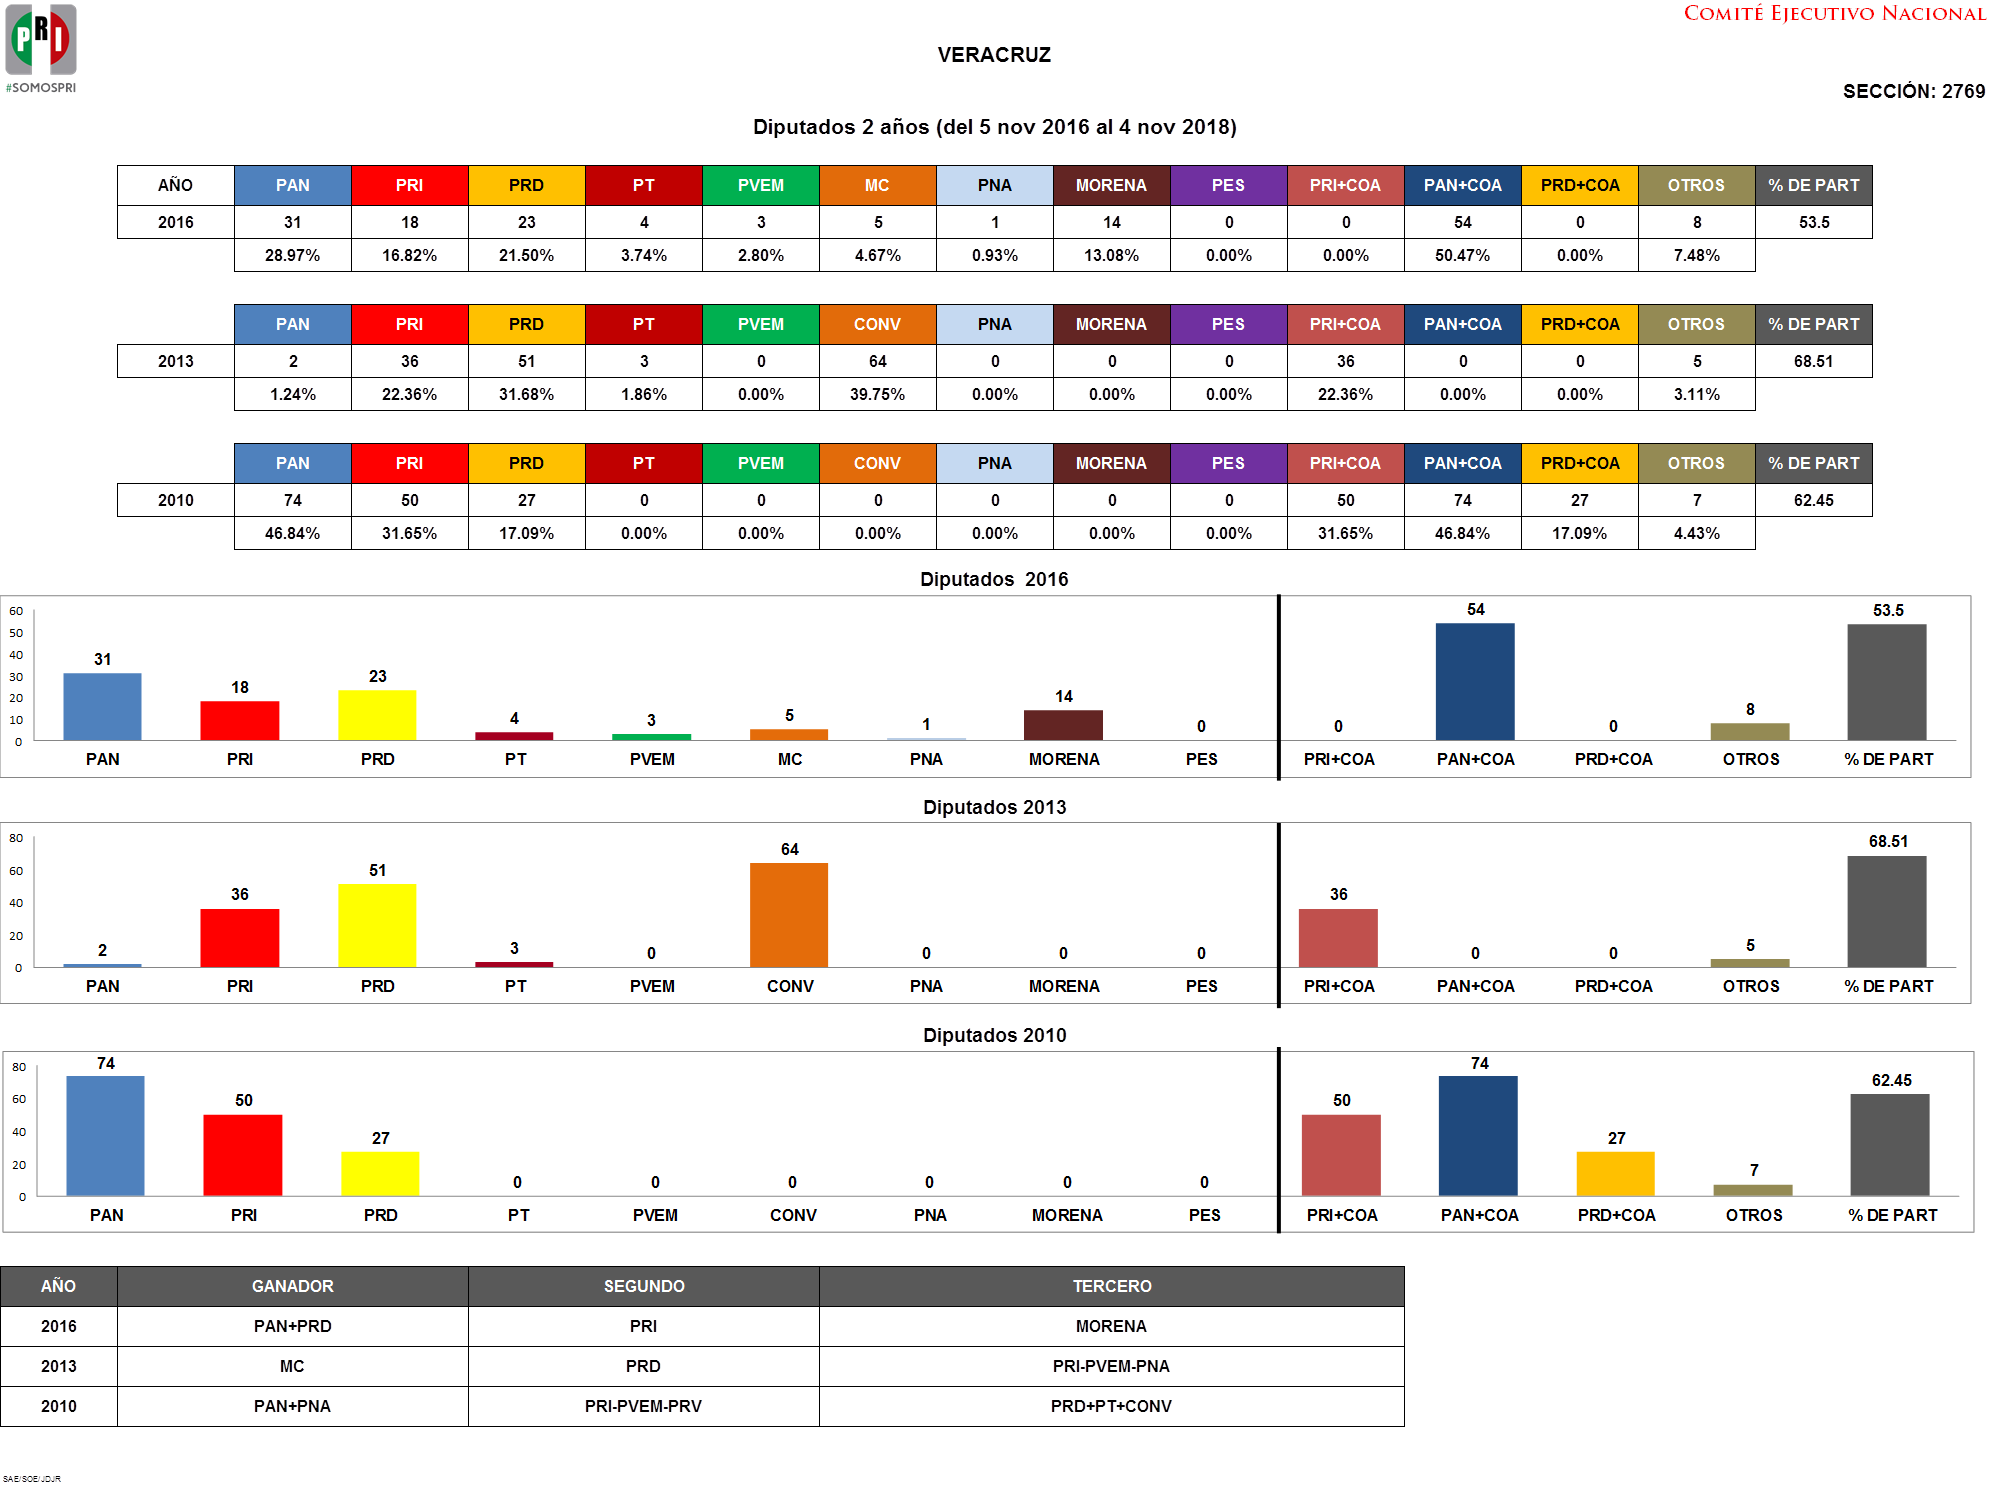 PRI
#SOMOSPRI
COMITÉ EJECUTIVO NACIONAL
VERACRUZ
SECCIÓN: 2769
Diputados 2 años (del 5 nov 2016 al 4 nov 2018)
AÑO PAN PRI PRD PT PVEM MC PNA MORENA PES PRI+COA PAN+COA PRD+COA OTROS % DE PART
2016 31 18 23 4 3 5 1 14 0 0 54 0 8 53.5
28.97% 16.82% 21.50% 3.74% 2.80% 4.67% 0.93% 13.08% 0.00% 0.00% 50.47% 0.00% 7.48%
PAN PRI PRD PT PVEM CONV PNA MORENA PES PRI+COA PAN+COA PRD+COA OTROS % DE PART
2013 2 36 51 3 0 64 0 0 0 36 0 0 5 68.51
1.24% 22.36% 31.68% 1.86% 0.00% 39.75% 0.00% 0.00% 0.00% 22.36% 0.00% 0.00% 3.11%
PAN PRI PRD PT PVEM CONV PNA MORENA PES PRI+COA PAN+COA PRD+COA OTROS % DE PART
2010 74 50 27 0 0 0 0 0 0 50 74 27 7 62.45
46.84% 31.65% 17.09% 0.00% 0.00% 0.00% 0.00% 0.00% 0.00% 31.65% 46.84% 17.09% 4.43%
Diputados 2016
60
50
40
30
20
10
0
31 18 23 4 3 5 1 14 0 0 54 0 8 53.5
PAN PRI PRD PT PVEM MC PNA MORENA PES PRI+COA PAN+COA PRD+COA OTROS % DE PART
Diputados 2013
80
60
40
20
0
2 36 51 3 0 64 0 0 0 36 0 0 5 68.51
PAN PRI PRD PT PVEM CONV PNA MORENA PES PRI+COA PAN+COA PRD+COA OTROS % DE PART
Diputados 2010
80
60
40
20
0
74 50 27 0 0 0 0 0 0 50 74 27 7 62.45
PAN PRI PRD PT PVEM CONV PNA MORENA PES PRI+COA PAN+COA PRD+COA OTROS % DE PART
AÑO GANADOR SEGUNDO TERCERO
2016 PAN+PRD PRI MORENA
2013 MC PRD PRI-PVEM-PNA
2010 PAN+PNA PRI-PVEM-PRV PRD+PT+CONV
SAE/SOE/JDJR